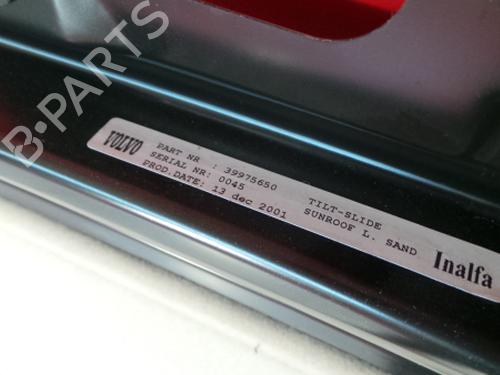 B-PARTS
VOLVO
PART NR : 39975650
SERIAL NR: 0045
PROD.DATE: 13 dec 2001
TILT-SLIDE
SUNROOF L. SAND
Inalfa